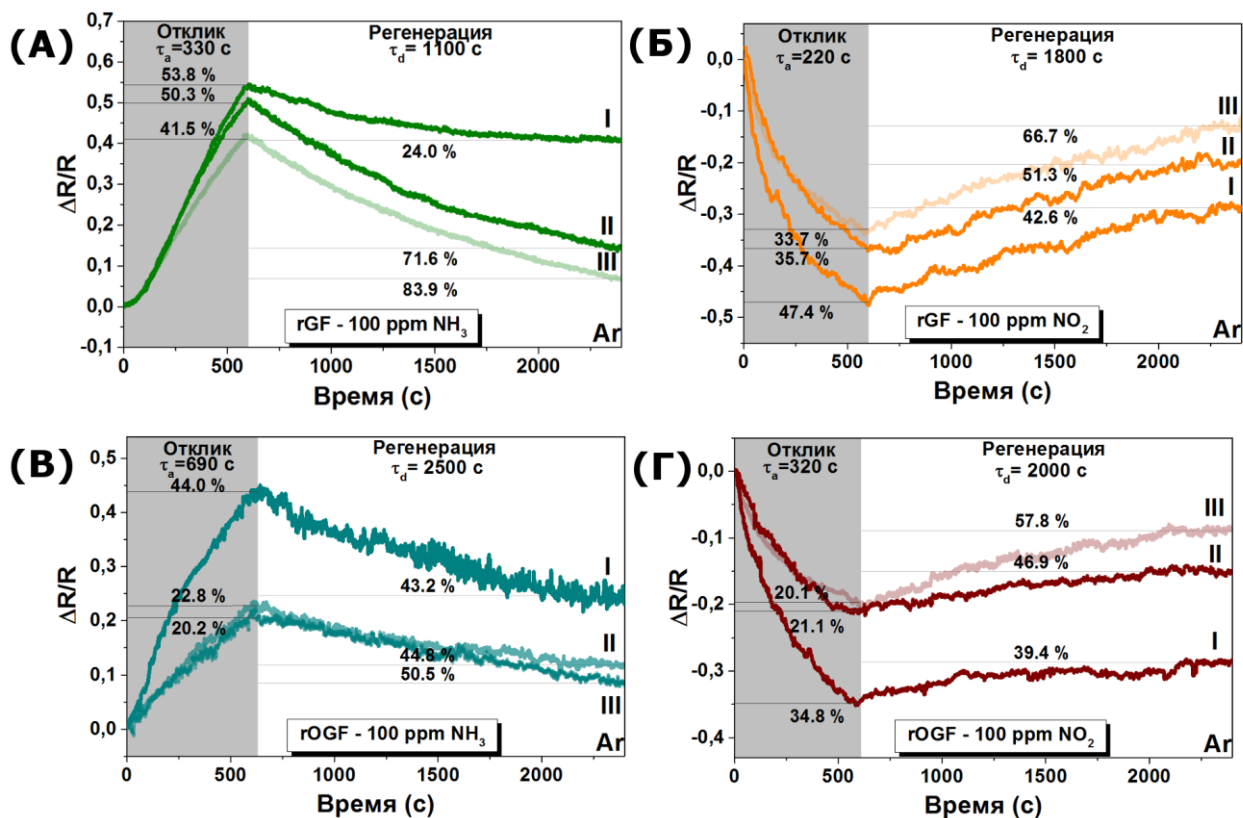 (А)
0,7
0,6
0,5
0,4
0,3
0,2
0,1
0,0
-0,1
ΔR/R
Отклик
τa=330 с
Регенерация
τd= 1100 с
53.8 %
50.3 %
41.5 %
I
24.0 %
II
71.6 %
III
83.9 %
rGF - 100 ppm NH3
Ar
0 500 1000 1500 2000
Время (с)
(Б)
0,0
-0,1
-0,2
-0,3
-0,4
-0,5
ΔR/R
Отклик
τa=220 с
Регенерация
τd= 1800 с
III
66.7 %
II
51.3 %
I
42.6 %
33.7 %
35.7 %
47.4 %
rGF - 100 ppm NO2
Ar
0 500 1000 1500 2000
Время (с)
(В)
0,5
0,4
0,3
0,2
0,1
0,0
ΔR/R
Отклик
τa=690 с
Регенерация
τd= 2500 с
44.0 %
I
43.2 %
22.8 %
20.2 %
II
44.8 %
50.5 %
III
rOGF - 100 ppm NH3
Ar
0 500 1000 1500 2000
Время (с)
(Г)
0,0
-0,1
-0,2
-0,3
-0,4
ΔR/R
Отклик
τa=320 с
Регенерация
τd= 2000 с
III
57.8 %
II
46.9 %
20.1 %
21.1 %
I
39.4 %
34.8 %
rOGF - 100 ppm NO2
Ar
0 500 1000 1500 2000
Время (с)